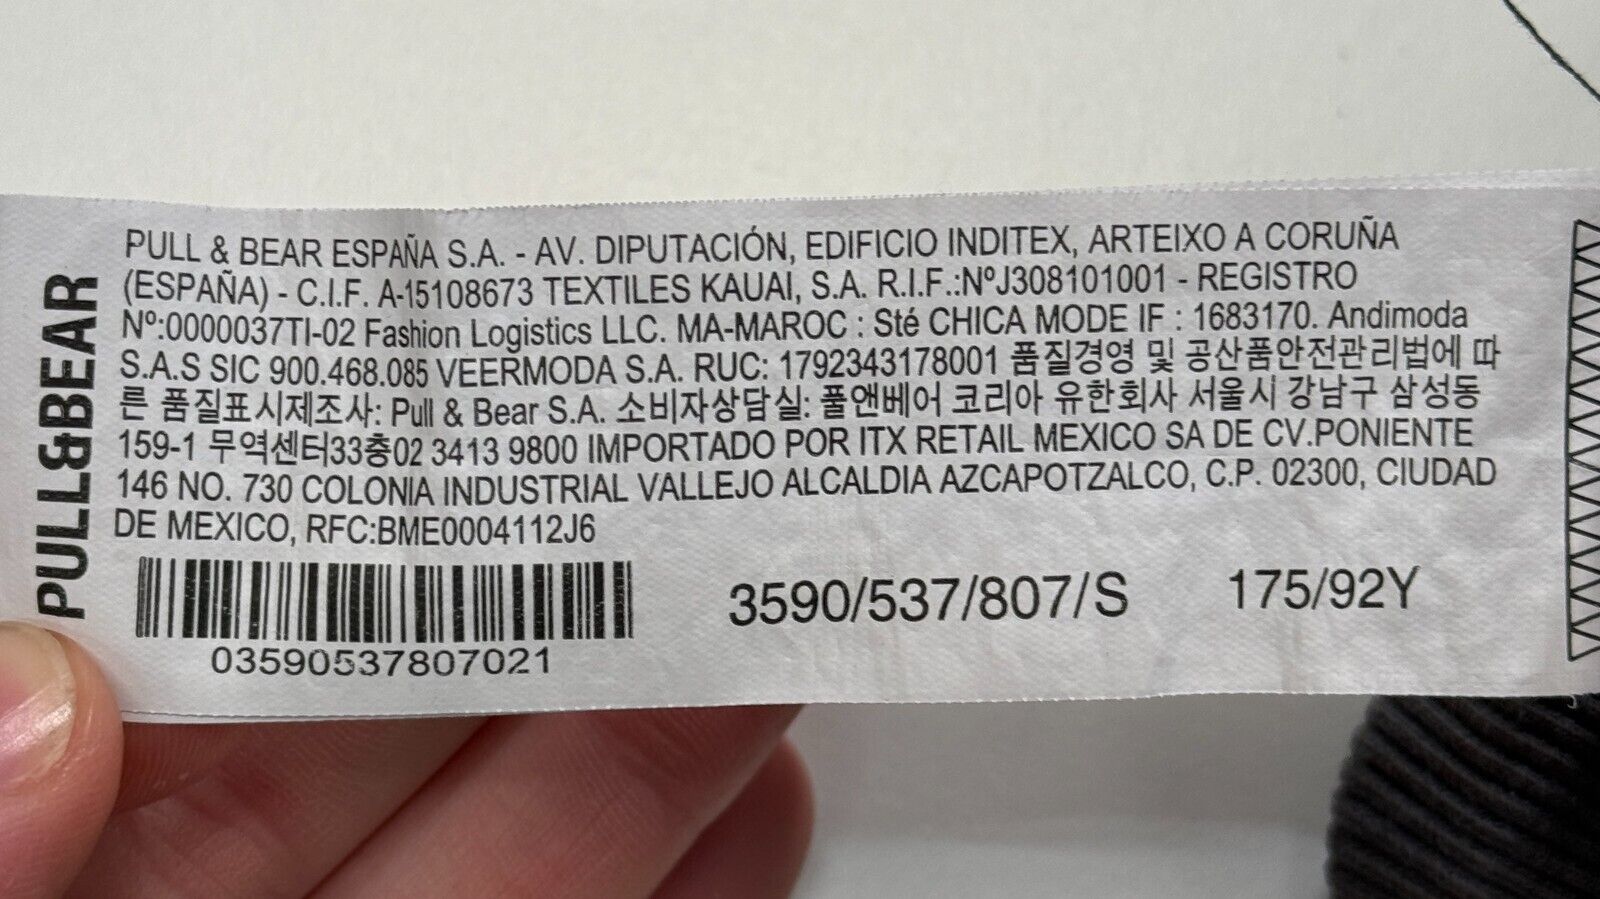 PULL&BEAR
PULL & BEAR ESPAÑA S.A. - AV. DIPUTACIÓN, EDIFICIO INDITEX, ARTEIXO A CORUÑA
(ESPAÑA) - C.I.F. A-15108673 TEXTILES KAUAI, S.A. R.I.F.:NºJ308101001 - REGISTRO
Nº:0000037TI-02 Fashion Logistics LLC. MA-MAROC : Sté CHICA MODE IF : 1683170. Andimoda
S.A.S SIC 900.468.085 VEERMODA S.A. RUC: 1792343178001 품질경영 및 공산품안전관리법에 따
른 품질표시제조사: Pull & Bear S.A. 소비자상담실: 풀앤베어 코리아 유한회사 서울시 강남구 삼성동
159-1 무역센터33층02 3413 9800 IMPORTADO POR ITX RETAIL MEXICO SA DE CV.PONIENTE
146 NO. 730 COLONIA INDUSTRIAL VALLEJO ALCALDIA AZCAPOTZALCO, C.P. 02300, CIUDAD
DE MEXICO, RFC:BME0004112J6
3590/537/807/S 175/92Y
03590537807021